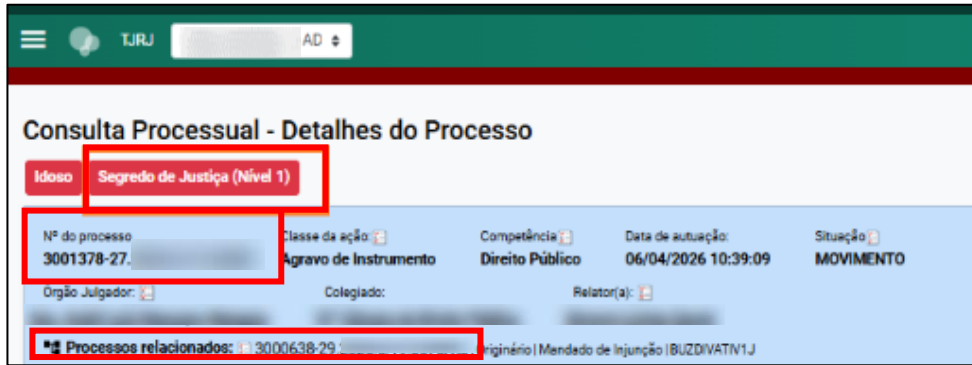 TJRJ AD
Consulta Processual - Detalhes do Processo
Idoso Segredo de Justiça (Nível 1)
Nº do processo Classe da ação: Competência Data de autuação: Situação
3001378-27. Agravo de Instrumento Direito Público 06/04/2026 10:39:09 MOVIMENTO
Órgão Julgador: Colegiado: Relator(a):
Processos relacionados: 3000638-29. Originário | Mandado de Injunção | BUZDIVATIV1J